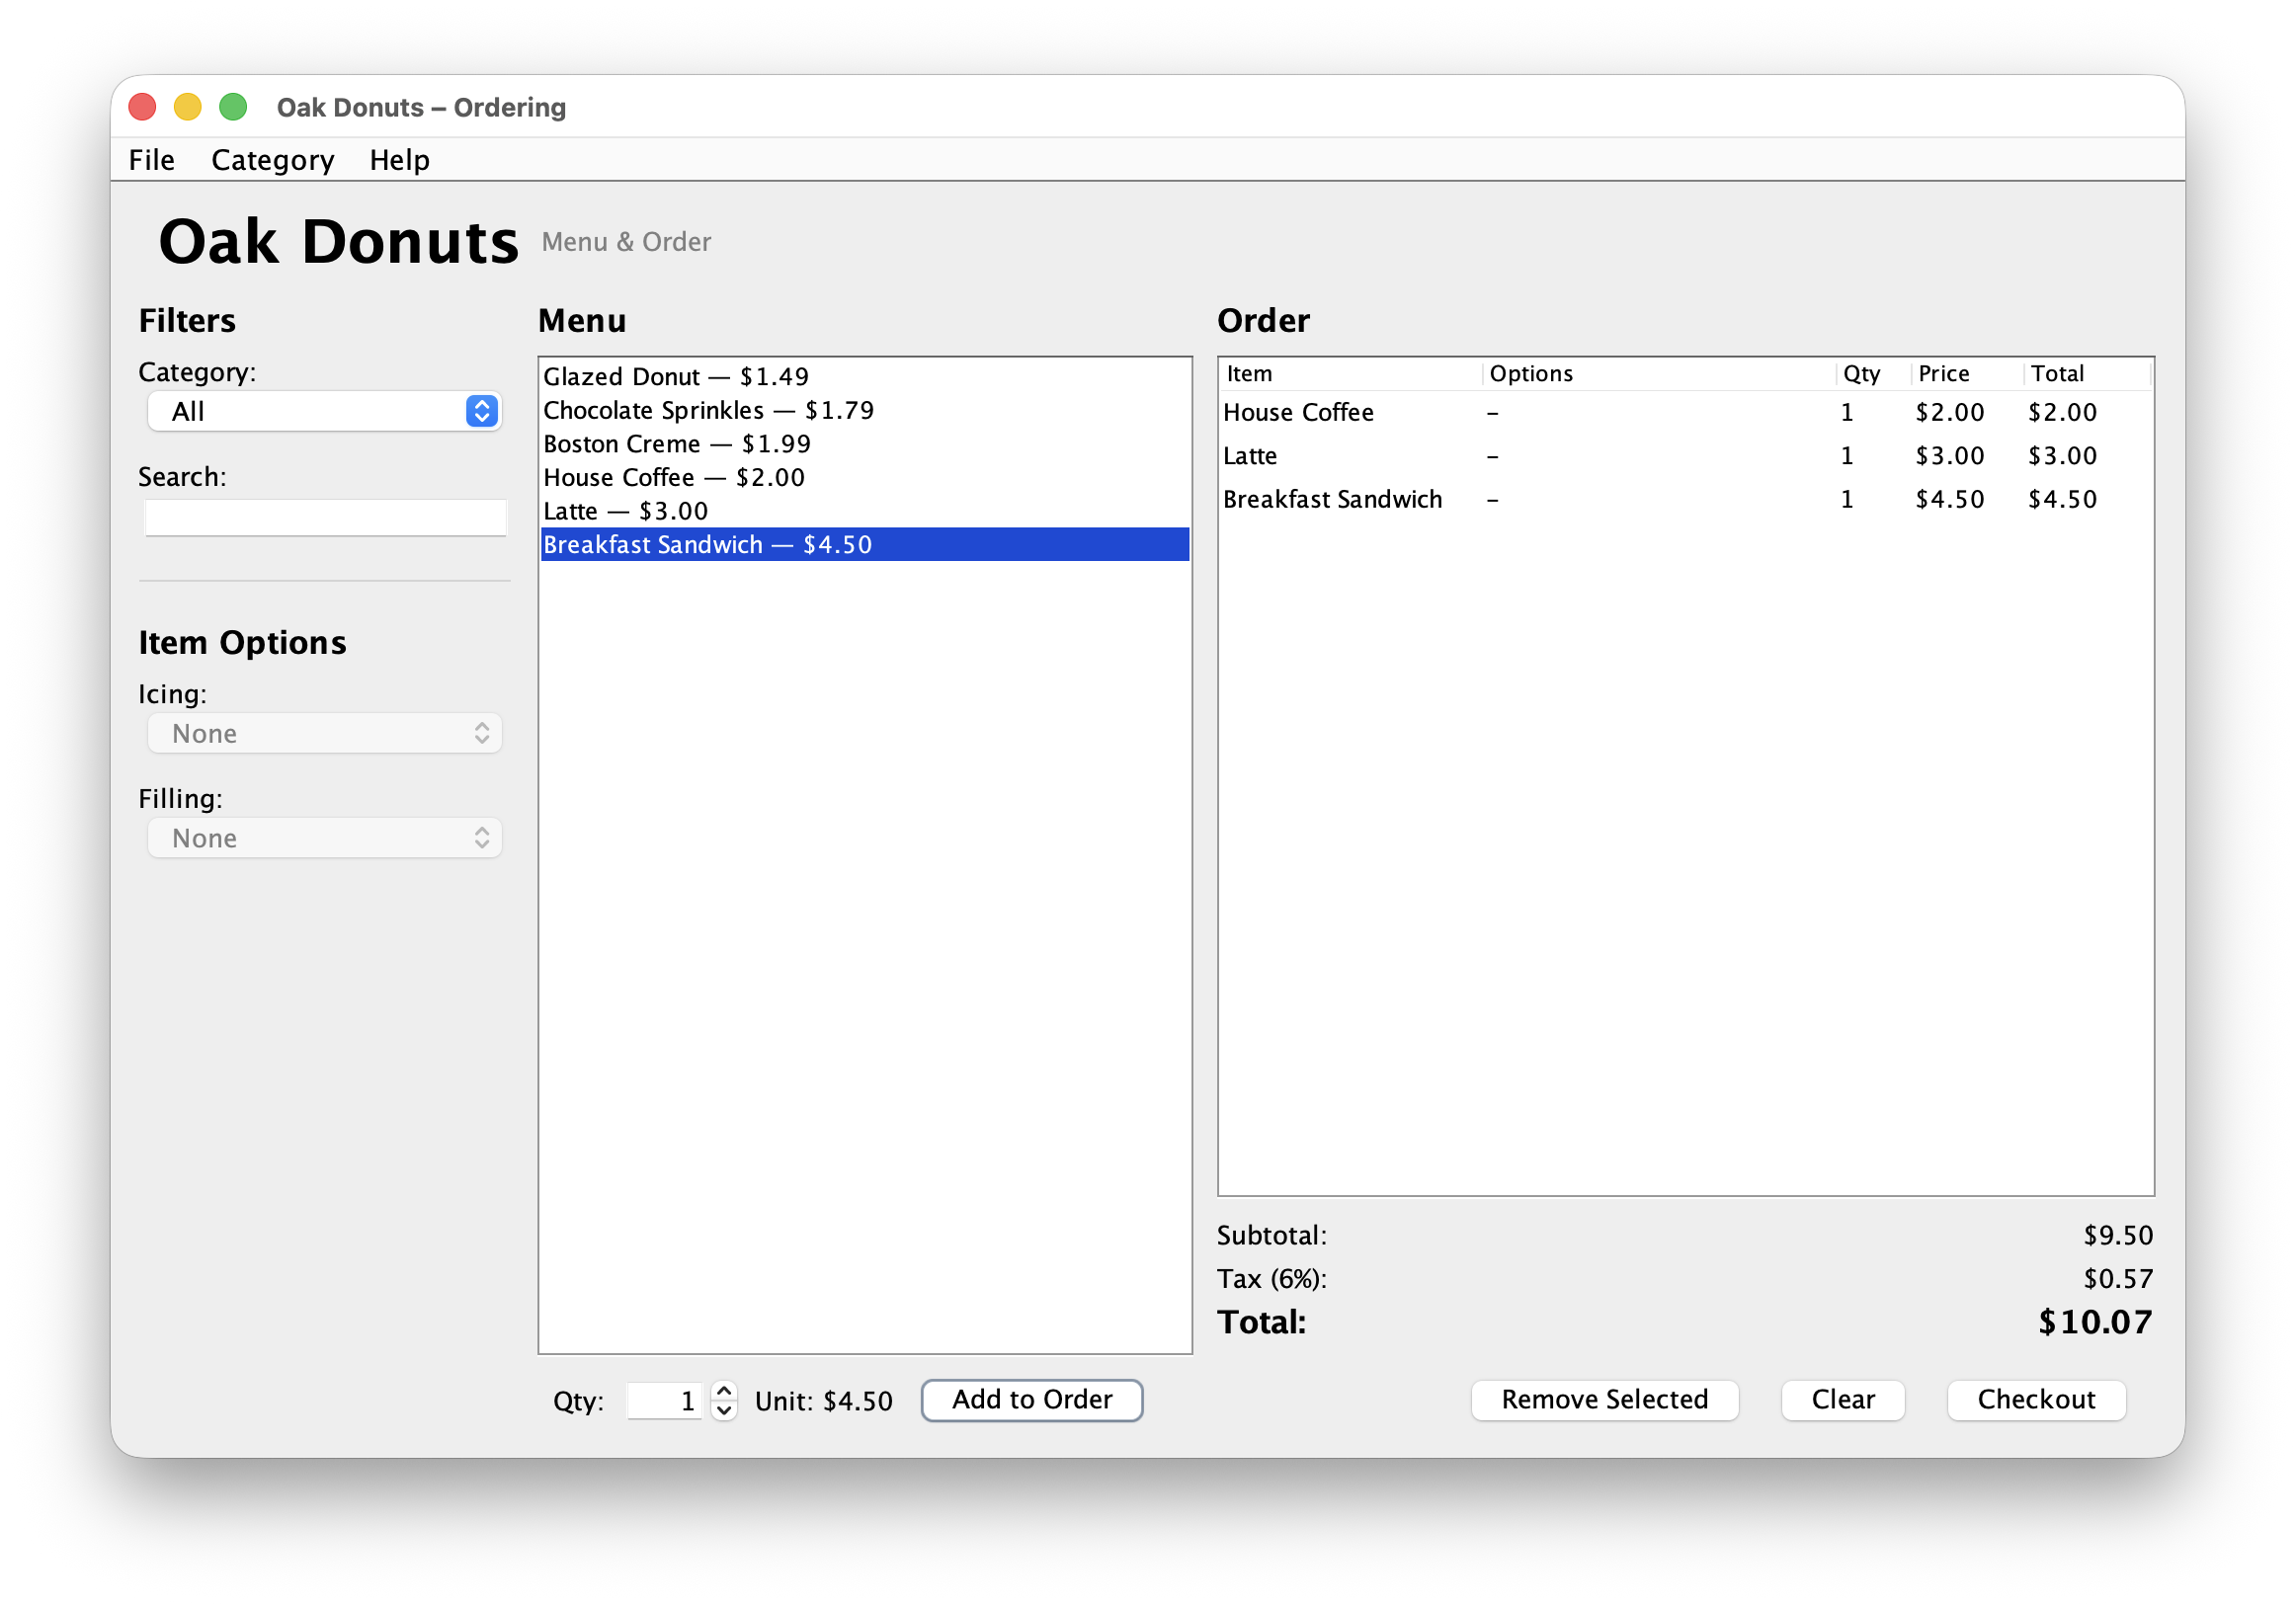 Oak Donuts – Ordering
File Category Help
Oak Donuts Menu & Order
Filters
Category:
All
Search:
Item Options
Icing:
None
Filling:
None
Menu
Glazed Donut — $1.49
Chocolate Sprinkles — $1.79
Boston Creme — $1.99
House Coffee — $2.00
Latte — $3.00
Breakfast Sandwich — $4.50
Qty: 1 Unit: $4.50 Add to Order
Order
Item Options Qty Price Total
House Coffee – 1 $2.00 $2.00
Latte – 1 $3.00 $3.00
Breakfast Sandwich – 1 $4.50 $4.50
Subtotal: $9.50
Tax (6%): $0.57
Total: $10.07
Remove Selected Clear Checkout